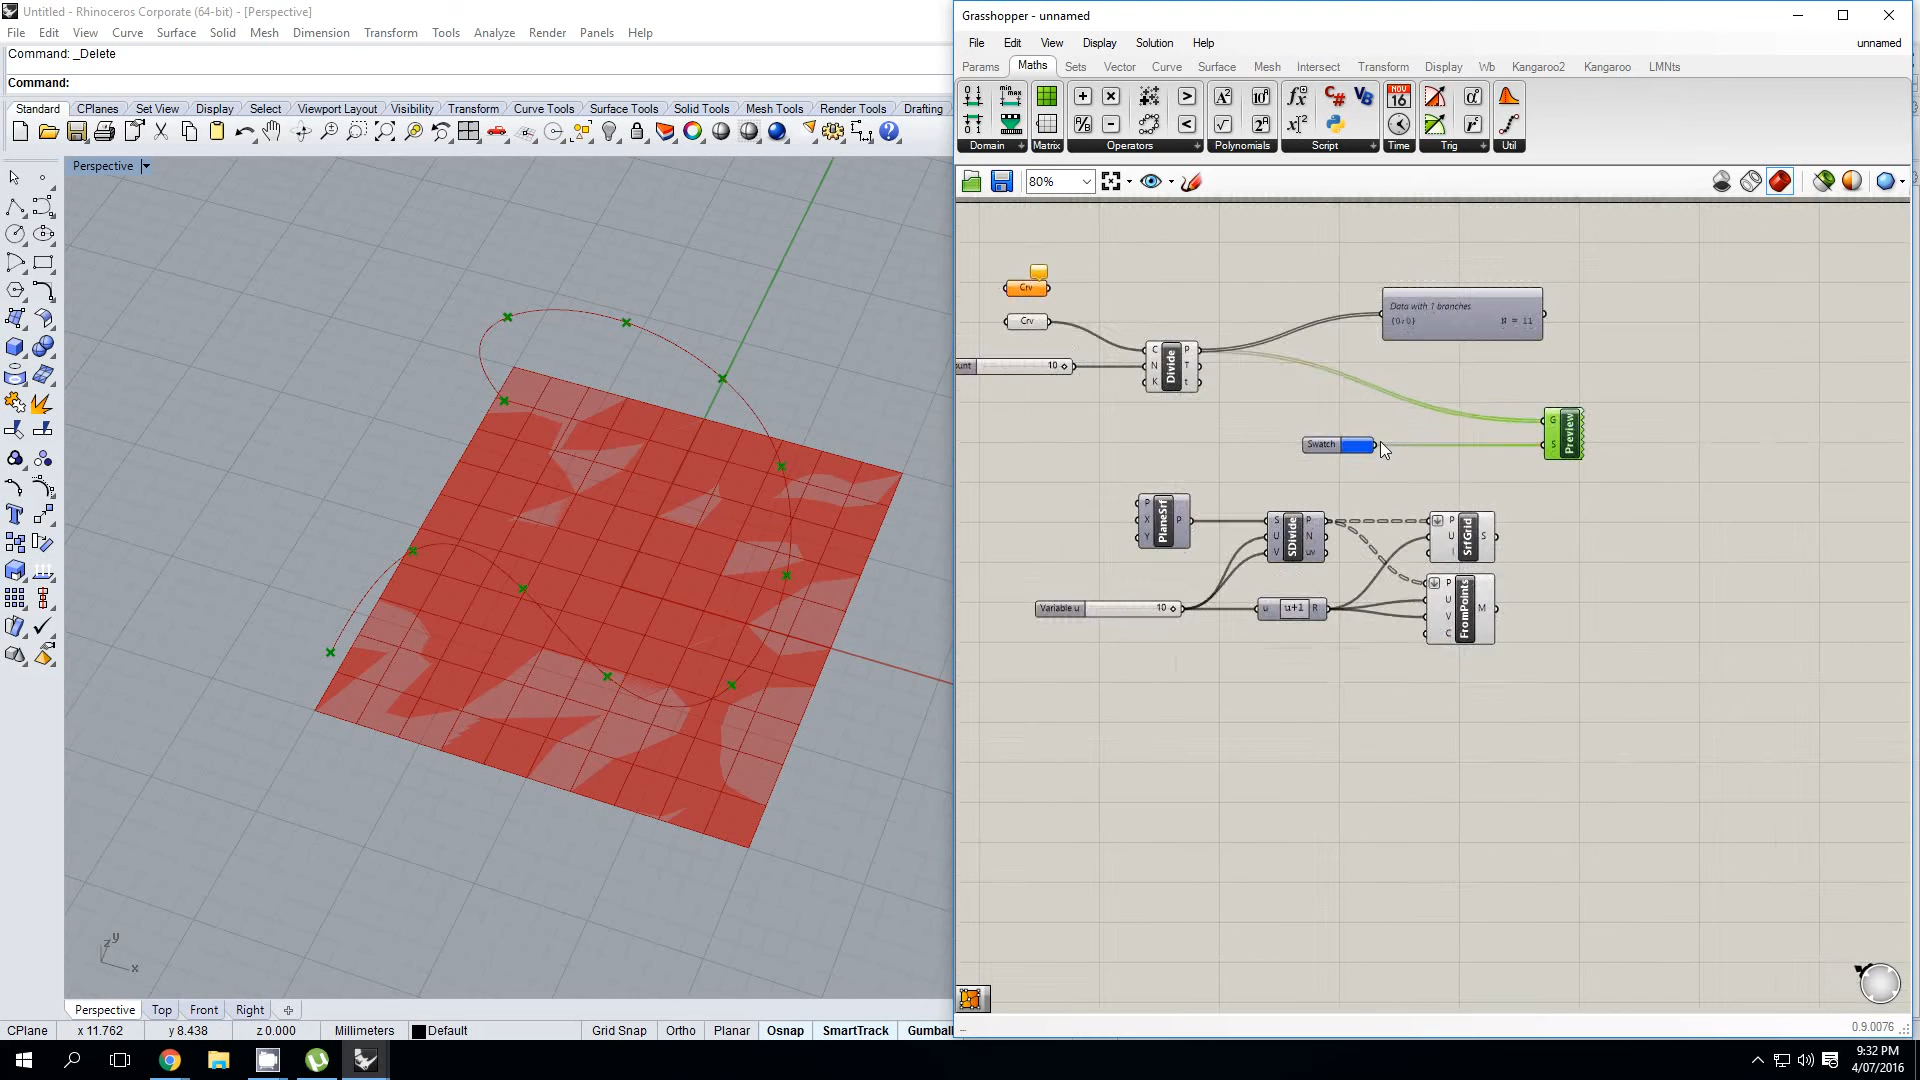 Untitled - Rhinoceros Corporate (64-bit) - [Perspective]
File Edit View Curve Surface Solid Mesh Dimension Transform Tools Analyze Render Panels Help
Command: _Delete
Command:
Standard CPlanes Set View Display Select Viewport Layout Visibility Transform Curve Tools Surface Tools Solid Tools Mesh Tools Render Tools Drafting
Perspective
z y
x
Perspective Top Front Right
CPlane x 11.762 y 8.438 z 0.000 Millimeters Default Grid Snap Ortho Planar Osnap SmartTrack Gumball
Grasshopper - unnamed
File Edit View Display Solution Help unnamed
Params Maths Sets Vector Curve Surface Mesh Intersect Transform Display Wb Kangaroo2 Kangaroo LMNts
Domain Matrix Operators Polynomials Script Time Trig Util
80%
Crv
Crv
Data with 1 branches
{0;0} N = 11
unt 10
C N K Divide P T t
Swatch
G S Preview
P X Y PlaneSrf P
S U V SDivide P N uv
P U I SrfGrid S
Variable u 10
u u+1 R
P U V C FromPoints M
0.9.0076
9:32 PM
4/07/2016